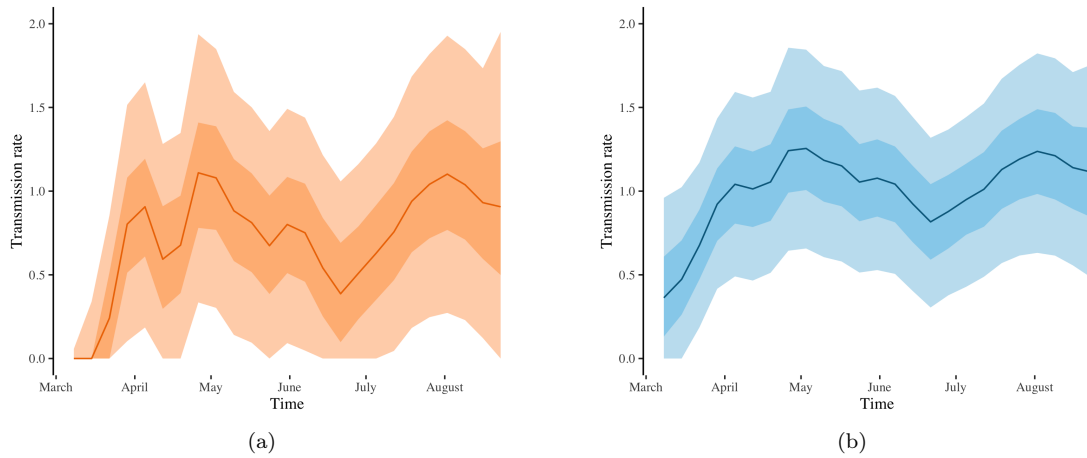 2.0
1.5
1.0
0.5
0.0
Transmission rate
March April May June July August
Time
(a)
2.0
1.5
1.0
0.5
0.0
Transmission rate
March April May June July August
Time
(b)